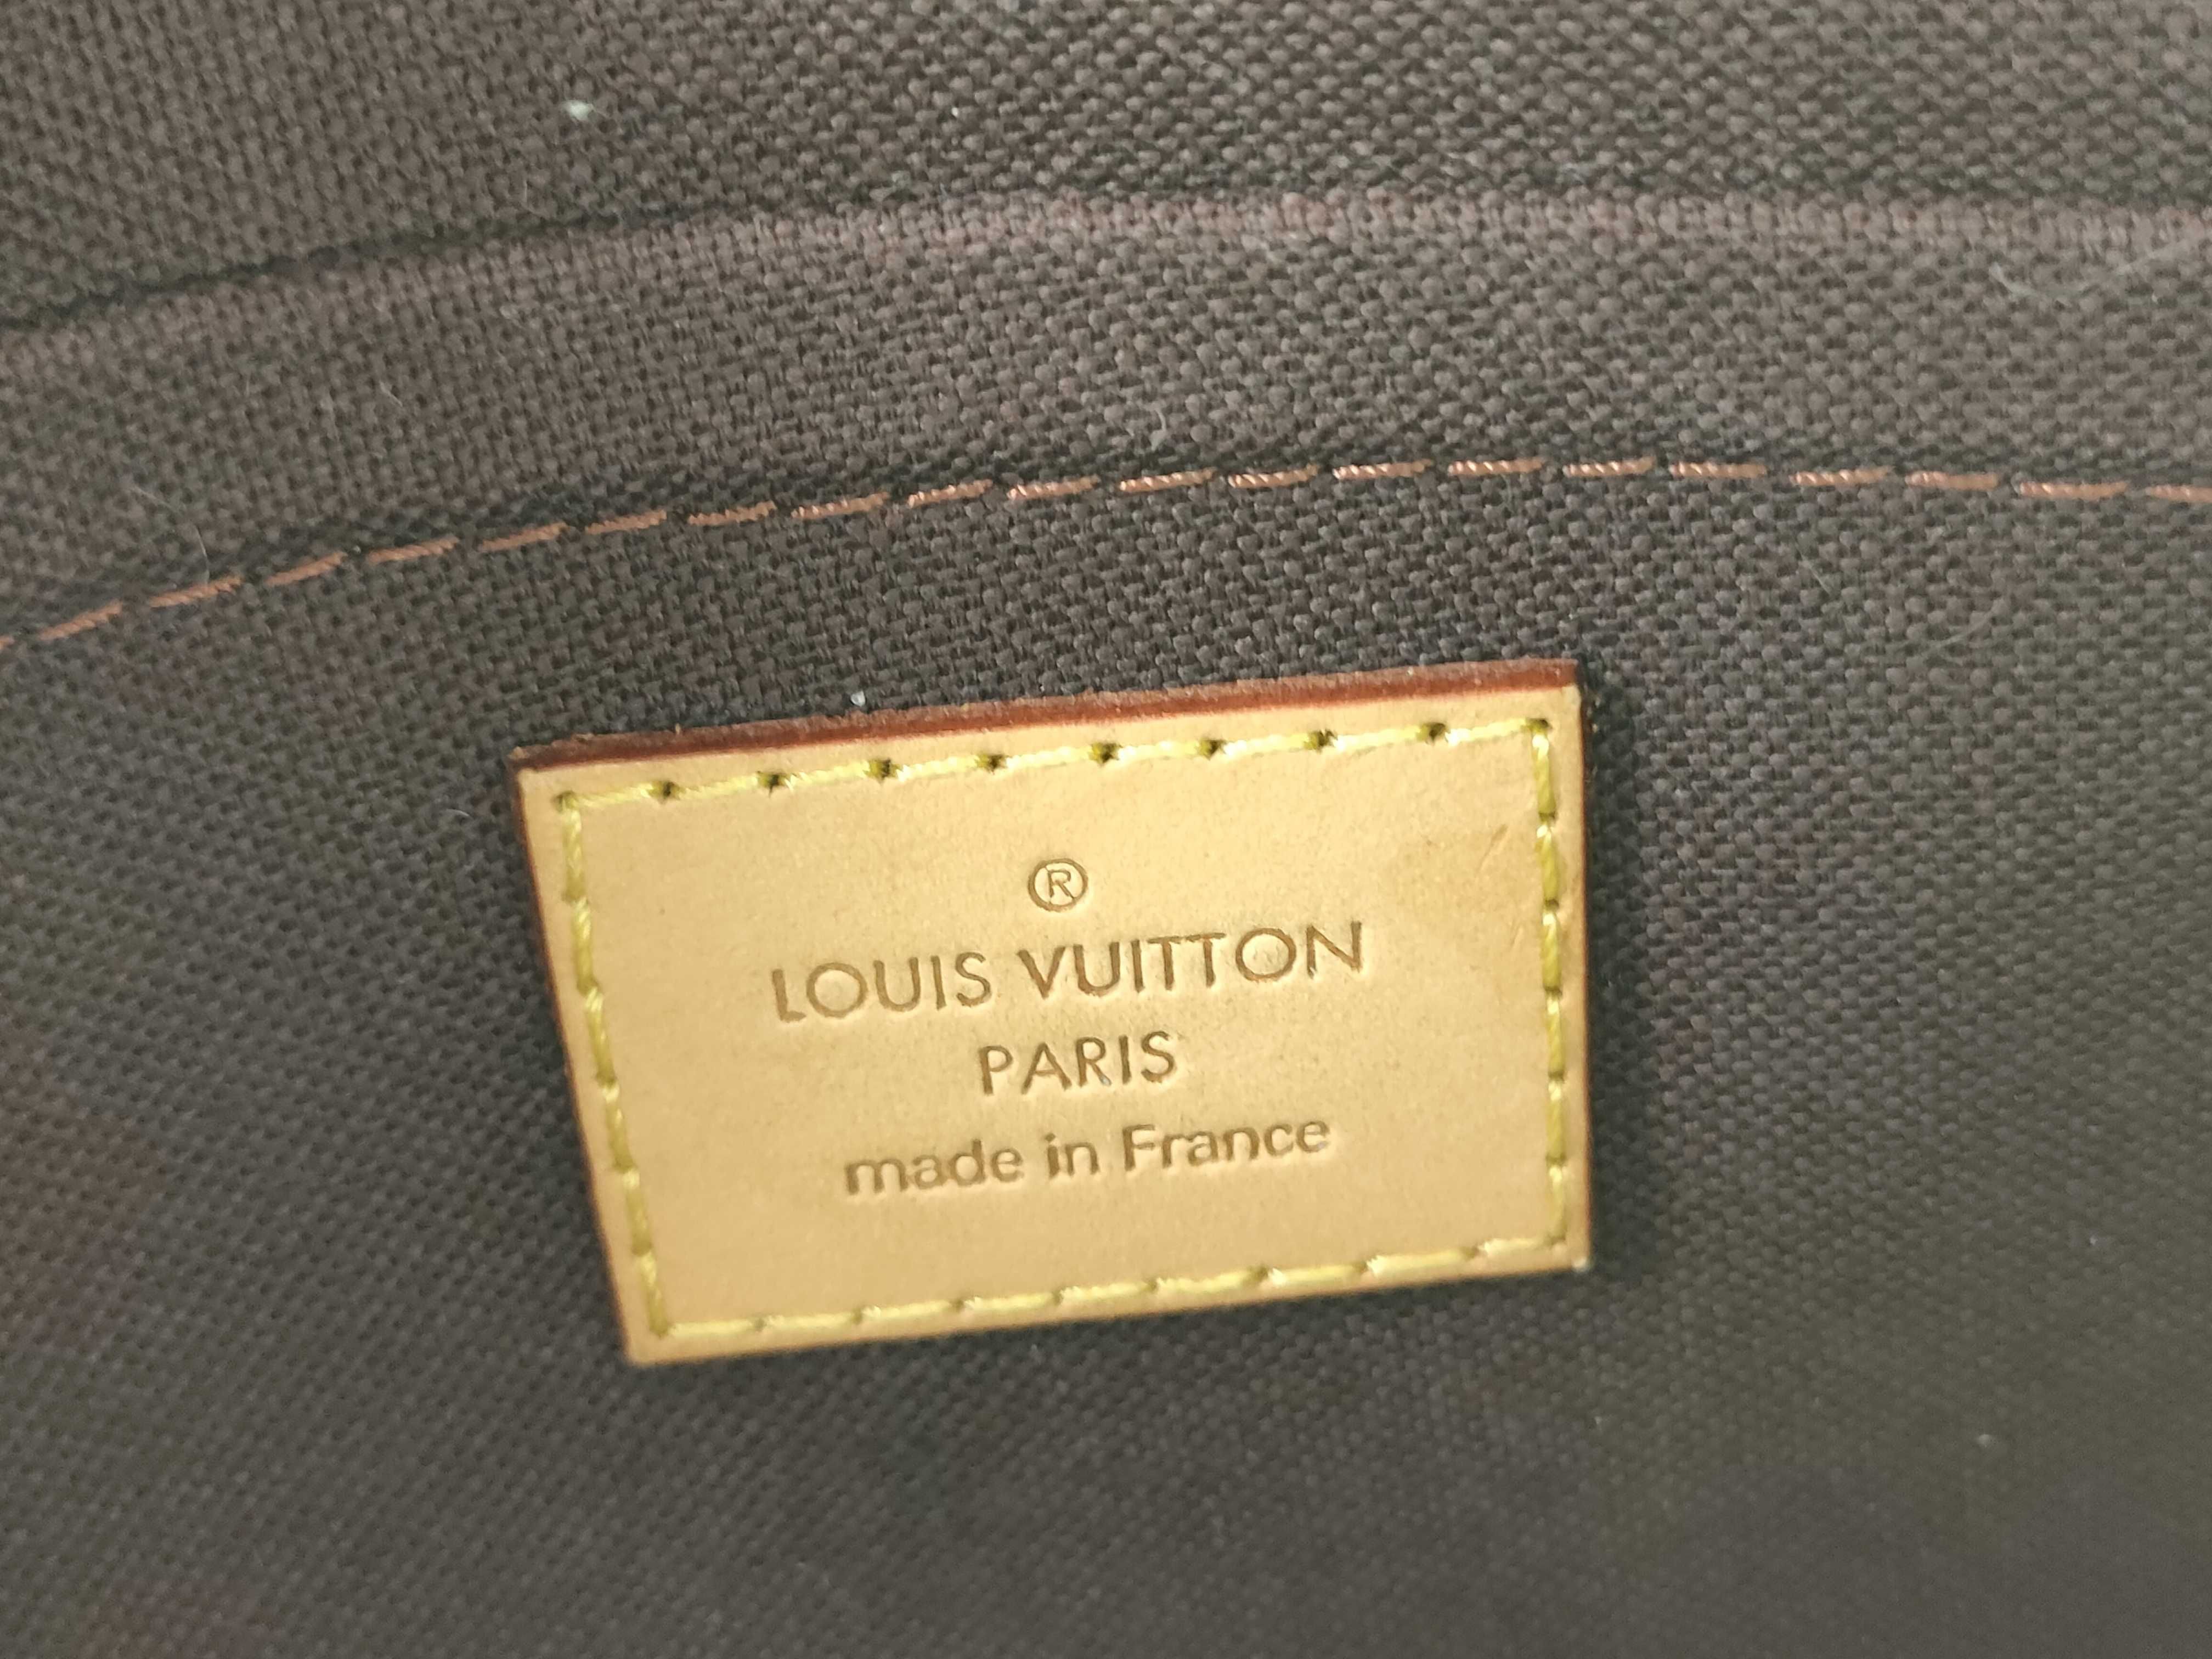 ®
LOUIS VUITTON
PARIS
made in France